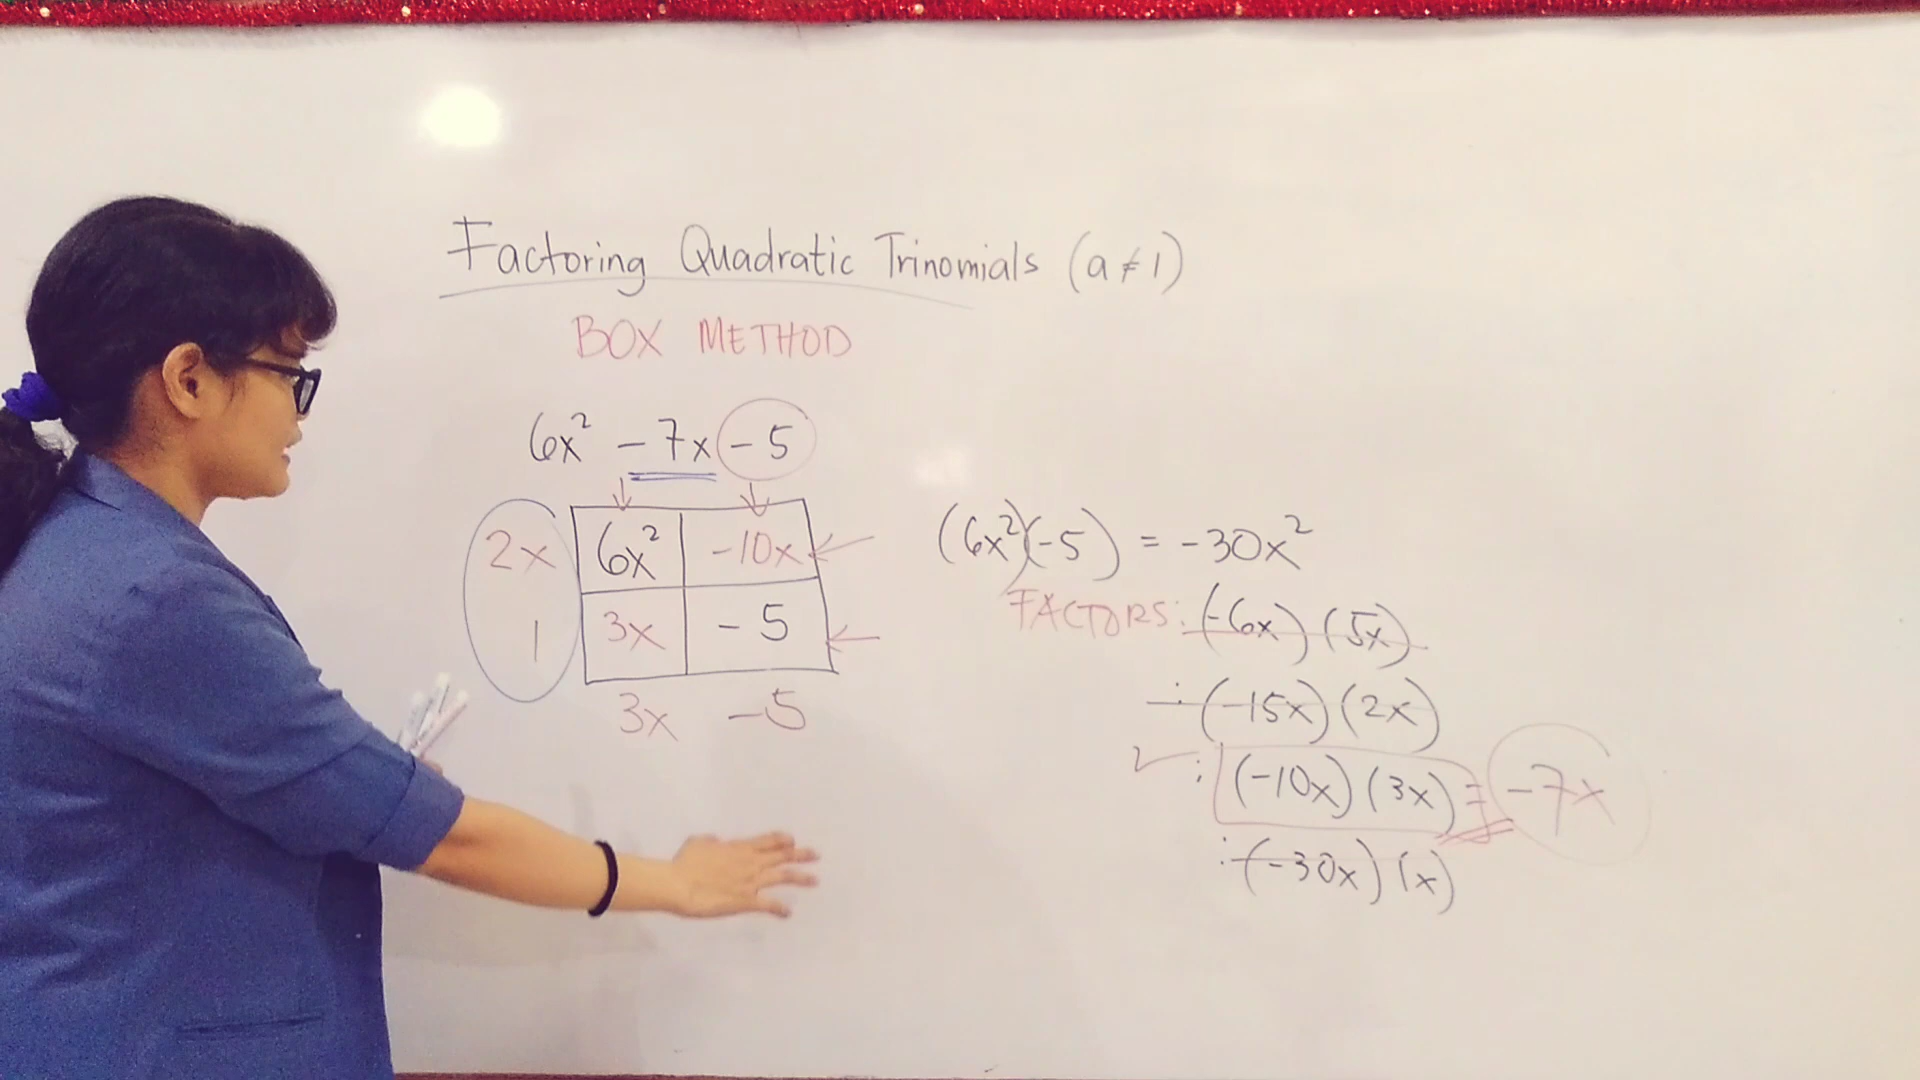 Factoring Quadratic Trinomials (a ≠ 1)
BOX METHOD
6x² - 7x - 5
2x 6x² -10x
1 3x -5
3x -5
(6x²)(-5) = -30x²
FACTORS: (-6x)(5x)
: (-15x)(2x)
✓ : (-10x)(3x) = -7x
: (-30x)(x)